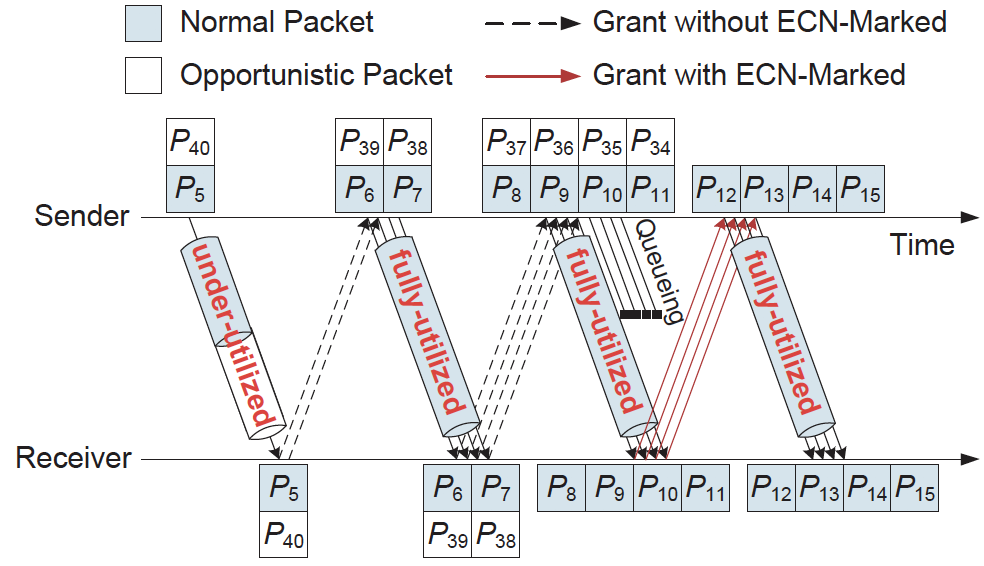 Normal Packet
Grant without ECN-Marked
Opportunistic Packet
Grant with ECN-Marked
P40
P39 P38
P37 P36 P35 P34
P5
P6 P7
P8 P9 P10 P11
P12 P13 P14 P15
Sender
Time
under-utilized
fully-utilized
fully-utilized
Queueing
fully-utilized
Receiver
P5
P6 P7
P8 P9 P10 P11
P12 P13 P14 P15
P40
P39 P38